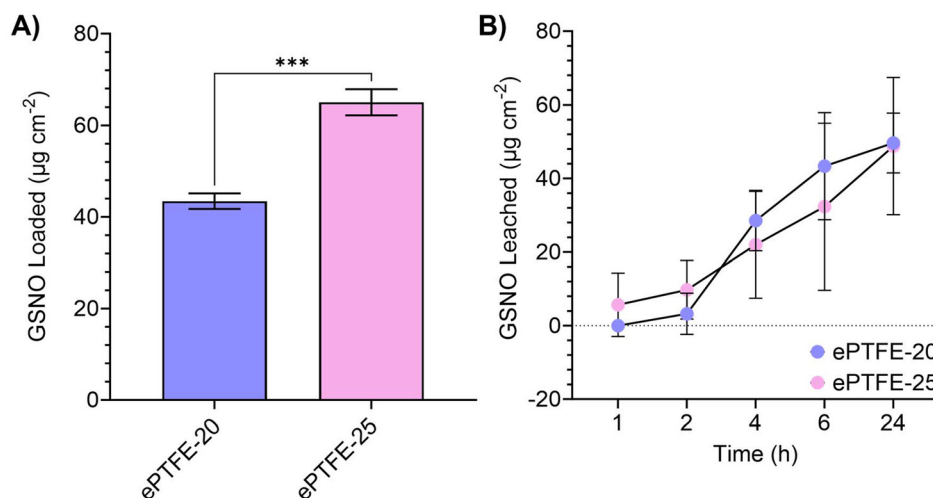 A)
GSNO Loaded (µg cm⁻²)
80
60
40
20
0
***
ePTFE-20
ePTFE-25
B)
GSNO Leached (µg cm⁻²)
80
60
40
20
0
-20
1 2 4 6 24
Time (h)
ePTFE-20
ePTFE-25